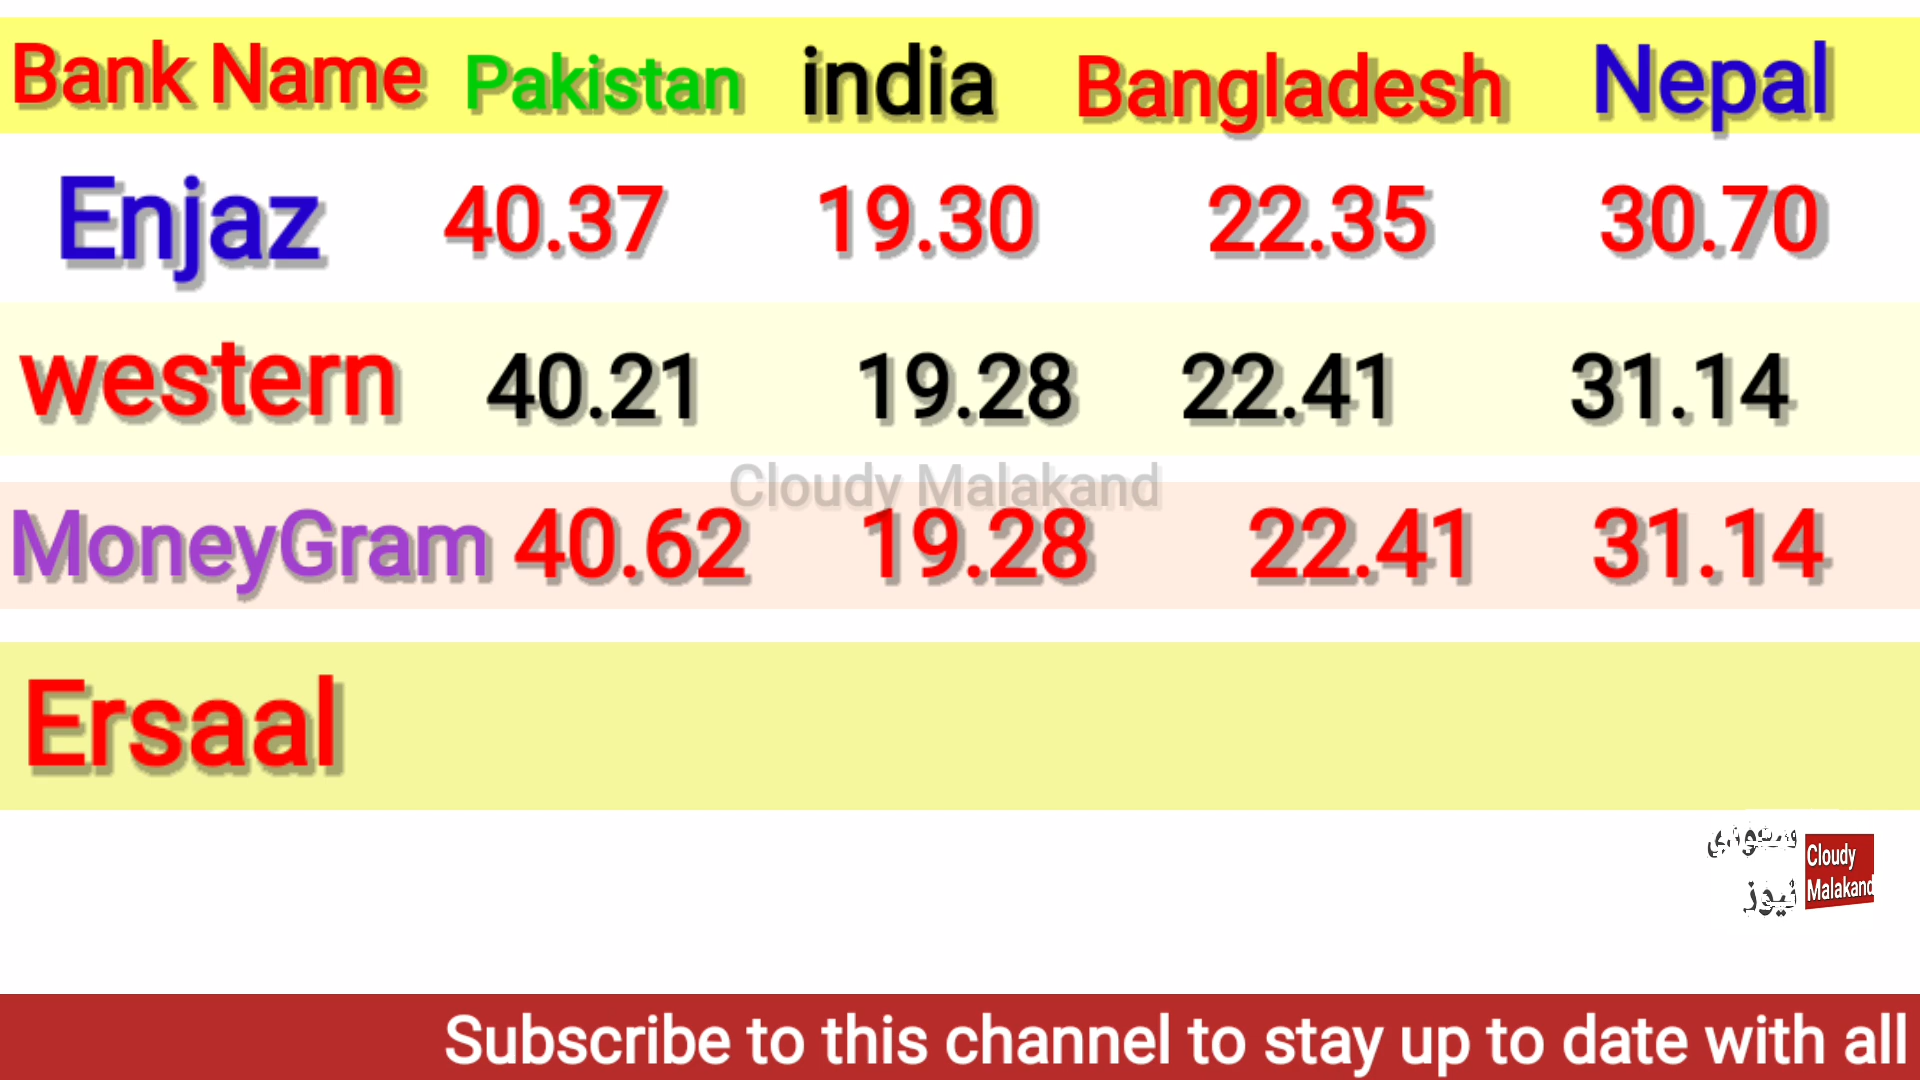 Bank Name Pakistan india Bangladesh Nepal
Enjaz 40.37 19.30 22.35 30.70
western 40.21 19.28 22.41 31.14
Cloudy Malakand
MoneyGram 40.62 19.28 22.41 31.14
Ersaal
سعودی
نیوز
Cloudy
Malakand
Subscribe to this channel to stay up to date with all